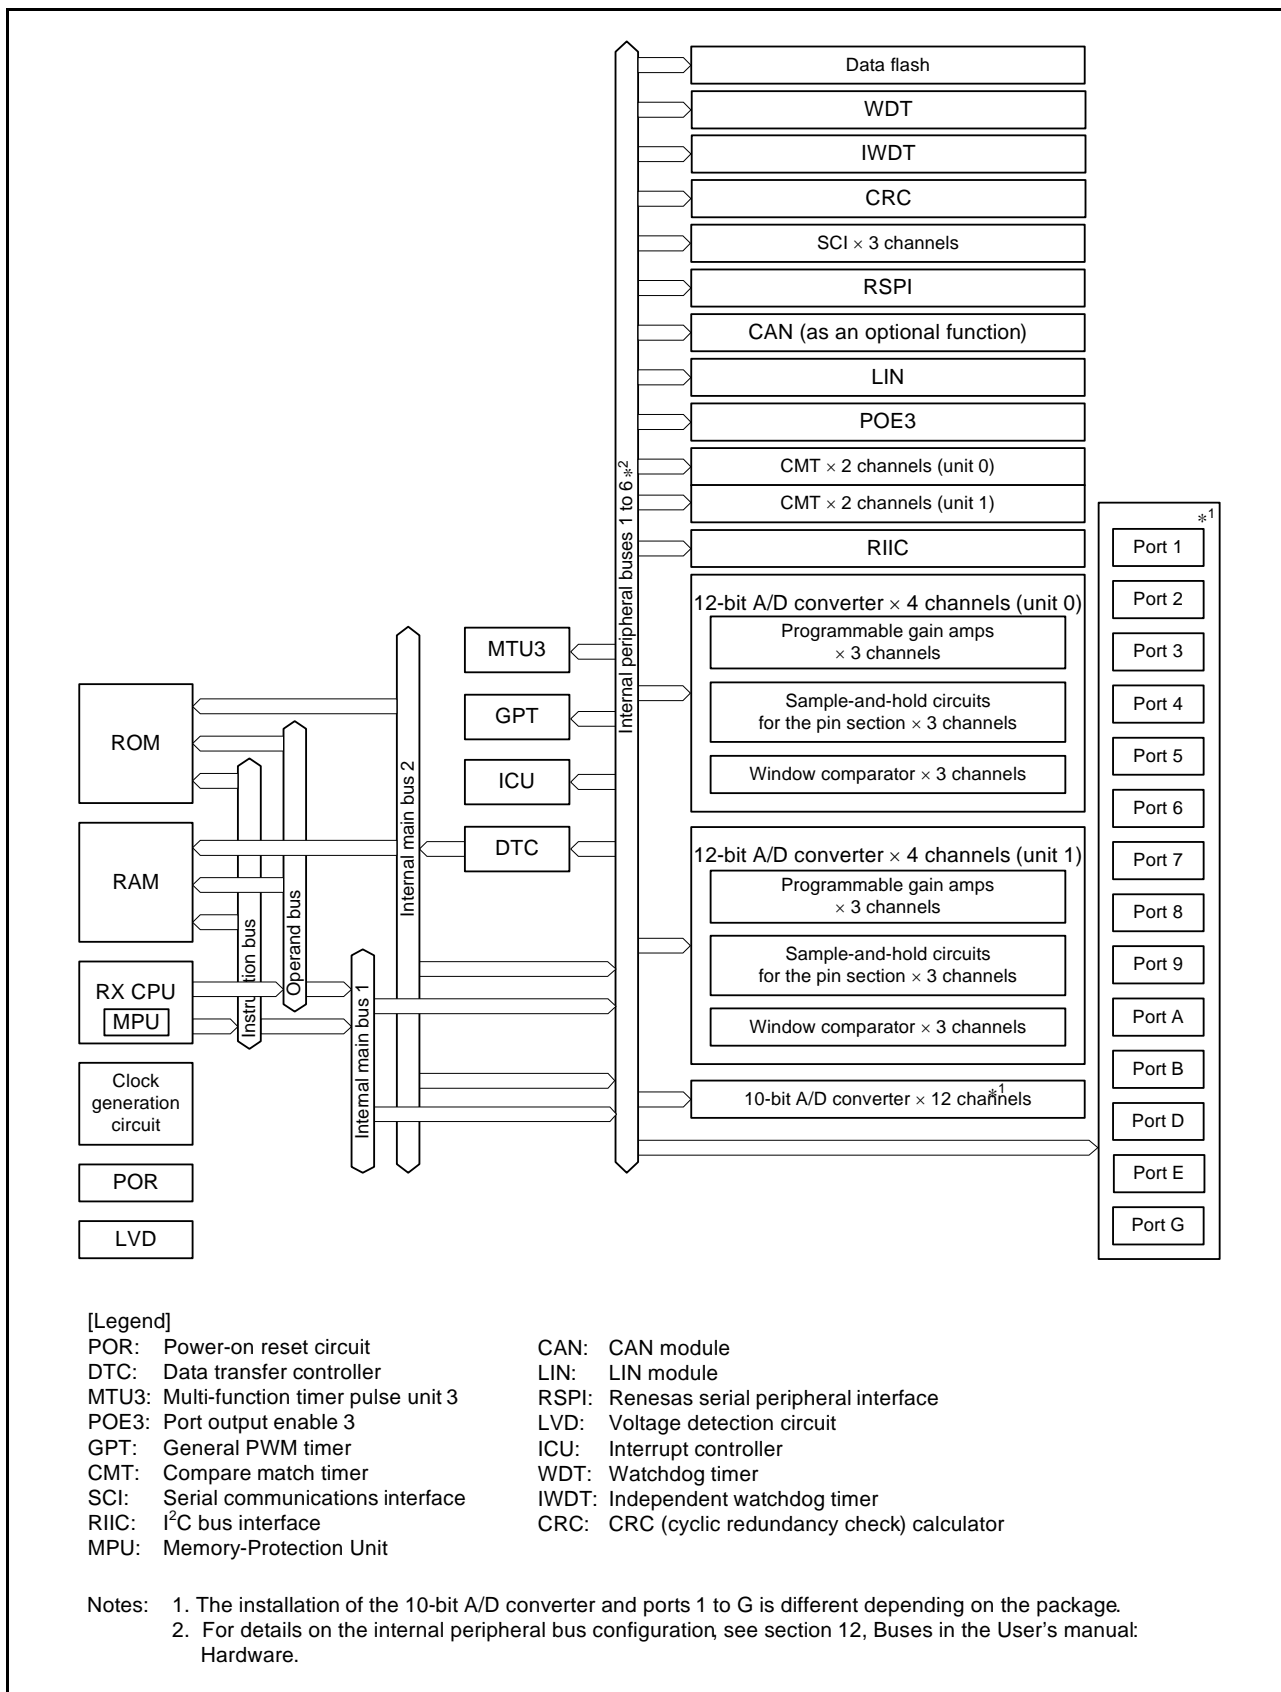 Data flash
WDT
IWDT
CRC
SCI × 3 channels
RSPI
CAN (as an optional function)
LIN
POE3
CMT × 2 channels (unit 0)
CMT × 2 channels (unit 1)
RIIC
12-bit A/D converter × 4 channels (unit 0)
Programmable gain amps
× 3 channels
Sample-and-hold circuits
for the pin section × 3 channels
Window comparator × 3 channels
12-bit A/D converter × 4 channels (unit 1)
Programmable gain amps
× 3 channels
Sample-and-hold circuits
for the pin section × 3 channels
Window comparator × 3 channels
10-bit A/D converter × 12 channels *1
*1
Port 1
Port 2
Port 3
Port 4
Port 5
Port 6
Port 7
Port 8
Port 9
Port A
Port B
Port D
Port E
Port G
Internal peripheral buses 1 to 6 *2
MTU3
GPT
ICU
DTC
Internal main bus 2
Internal main bus 1
Operand bus
Instruction bus
ROM
RAM
RX CPU
MPU
Clock
generation
circuit
POR
LVD
[Legend]
POR: Power-on reset circuit
DTC: Data transfer controller
MTU3: Multi-function timer pulse unit 3
POE3: Port output enable 3
GPT: General PWM timer
CMT: Compare match timer
SCI: Serial communications interface
RIIC: I2C bus interface
MPU: Memory-Protection Unit
CAN: CAN module
LIN: LIN module
RSPI: Renesas serial peripheral interface
LVD: Voltage detection circuit
ICU: Interrupt controller
WDT: Watchdog timer
IWDT: Independent watchdog timer
CRC: CRC (cyclic redundancy check) calculator
Notes: 1. The installation of the 10-bit A/D converter and ports 1 to G is different depending on the package.
2. For details on the internal peripheral bus configuration, see section 12, Buses in the User's manual:
Hardware.